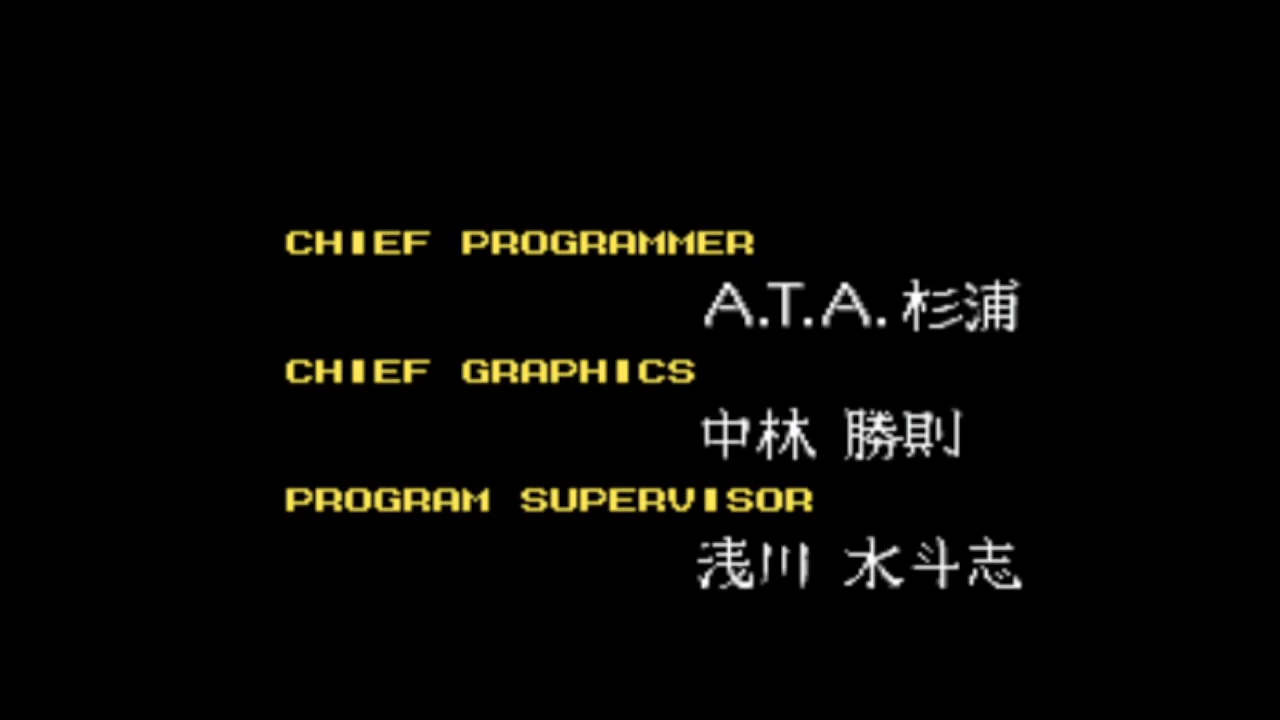 CHIEF PROGRAMMER
A.T.A. 杉浦
CHIEF GRAPHICS
中林 勝則
PROGRAM SUPERVISOR
浅川 水斗志